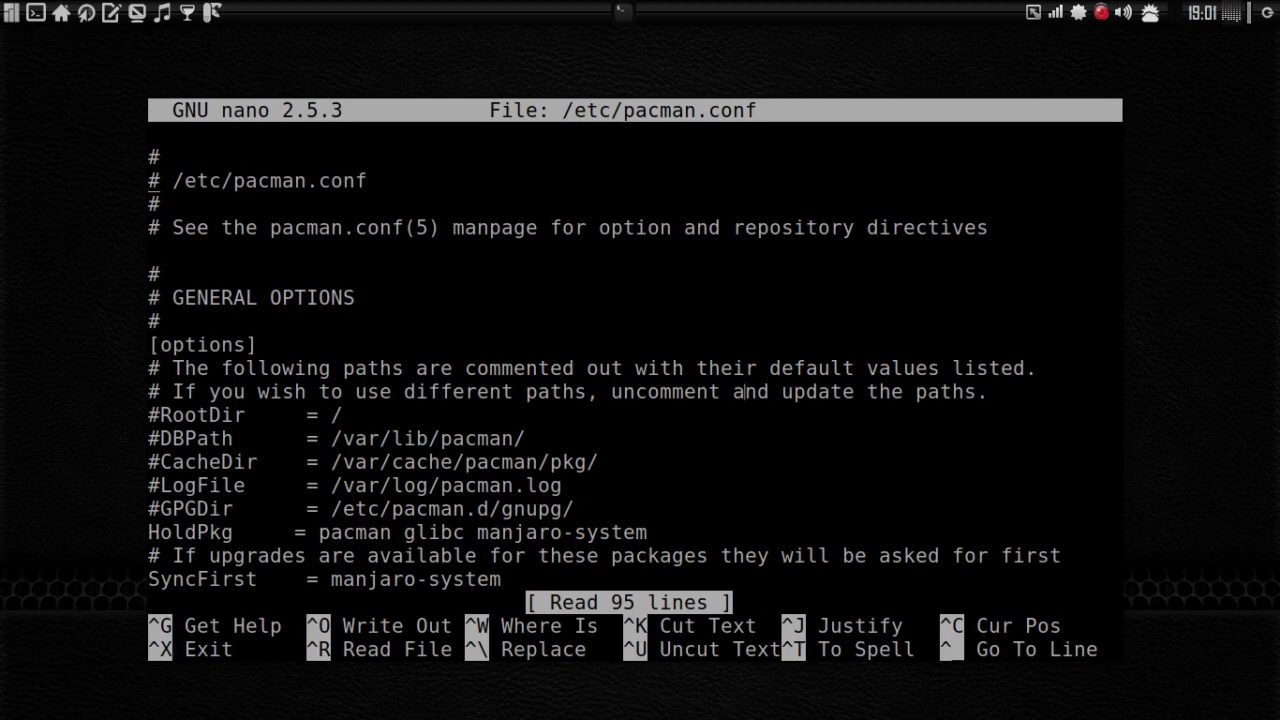 19:01
GNU nano 2.5.3 File: /etc/pacman.conf
#
# /etc/pacman.conf
#
# See the pacman.conf(5) manpage for option and repository directives
#
# GENERAL OPTIONS
#
[options]
# The following paths are commented out with their default values listed.
# If you wish to use different paths, uncomment and update the paths.
#RootDir = /
#DBPath = /var/lib/pacman/
#CacheDir = /var/cache/pacman/pkg/
#LogFile = /var/log/pacman.log
#GPGDir = /etc/pacman.d/gnupg/
HoldPkg = pacman glibc manjaro-system
# If upgrades are available for these packages they will be asked for first
SyncFirst = manjaro-system
[ Read 95 lines ]
^G Get Help ^O Write Out ^W Where Is ^K Cut Text ^J Justify ^C Cur Pos
^X Exit ^R Read File ^\ Replace ^U Uncut Text ^T To Spell ^_ Go To Line